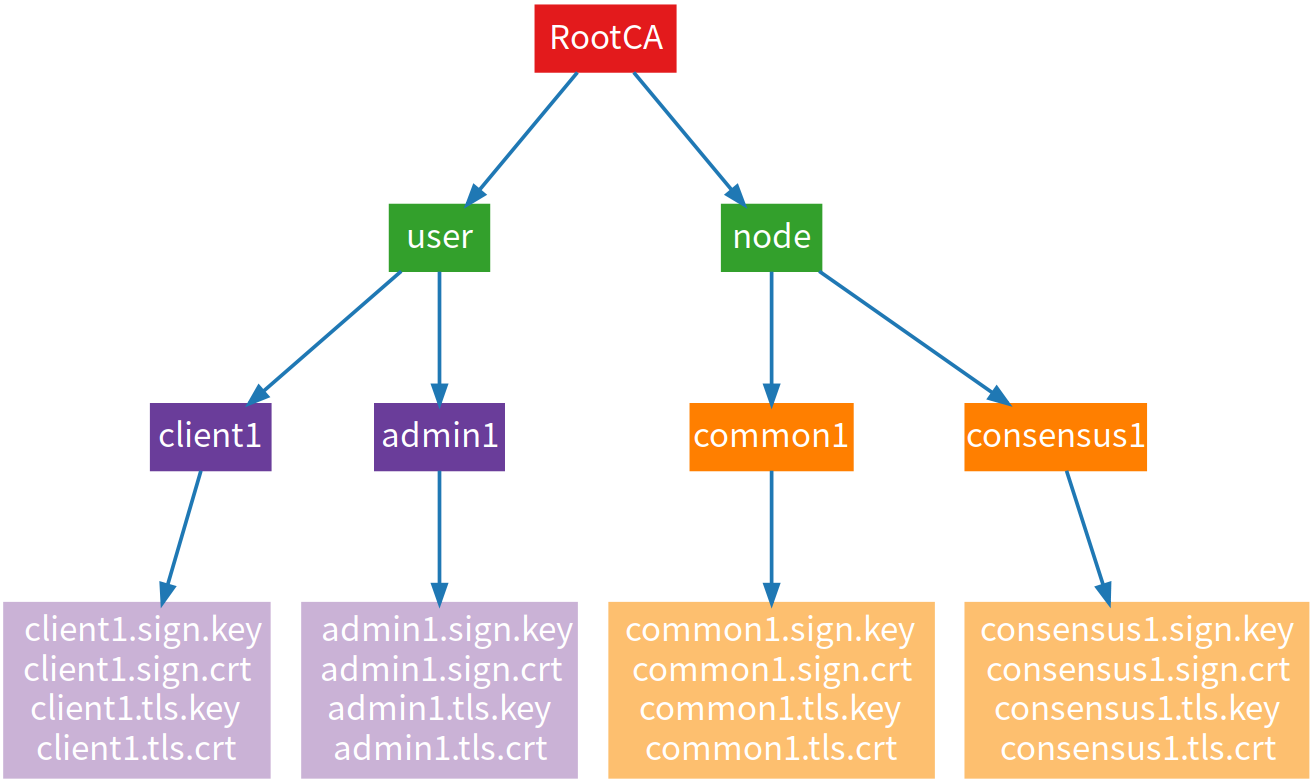 RootCA
user
node
client1
admin1
common1
consensus1
client1.sign.key
client1.sign.crt
client1.tls.key
client1.tls.crt
admin1.sign.key
admin1.sign.crt
admin1.tls.key
admin1.tls.crt
common1.sign.key
common1.sign.crt
common1.tls.key
common1.tls.crt
consensus1.sign.key
consensus1.sign.crt
consensus1.tls.key
consensus1.tls.crt